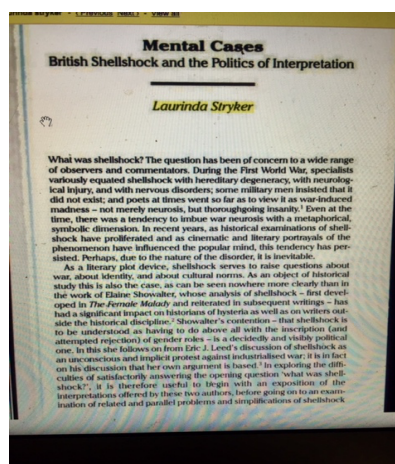 (Previous Next) • View all
Mental Cases
British Shellshock and the Politics of Interpretation
Laurinda Stryker
What was shellshock? The question has been of concern to a wide range
of observers and commentators. During the First World War, specialists
variously equated shellshock with hereditary degeneracy, with neurolog-
ical injury, and with nervous disorders; some military men insisted that it
did not exist; and poets at times went so far as to view it as war-induced
madness – not merely neurosis, but thoroughgoing insanity.¹ Even at the
time, there was a tendency to imbue war neurosis with a metaphorical,
symbolic dimension. In recent years, as historical examinations of shell-
shock have proliferated and as cinematic and literary portrayals of the
phenomenon have influenced the popular mind, this tendency has per-
sisted. Perhaps, due to the nature of the disorder, it is inevitable.
As a literary plot device, shellshock serves to raise questions about
war, about identity, and about cultural norms. As an object of historical
study this is also the case, as can be seen nowhere more clearly than in
the work of Elaine Showalter, whose analysis of shellshock – first devel-
oped in The Female Malady and reiterated in subsequent writings – has
had a significant impact on historians of hysteria as well as on writers out-
side the historical discipline.² Showalter's contention – that shellshock is
to be understood as having to do above all with the inscription (and
attempted rejection) of gender roles – is a decidedly and visibly political
one. In this she follows on from Eric J. Leed's discussion of shellshock as
an unconscious and implicit protest against industrialised war; it is in fact
on his discussion that her own argument is based.³ In exploring the diffi-
culties of satisfactorily answering the opening question 'what was shell-
shock?', it is therefore useful to begin with an exposition of the
interpretations offered by these two authors, before going on to an exam-
ination of related and parallel problems and simplifications of shellshock